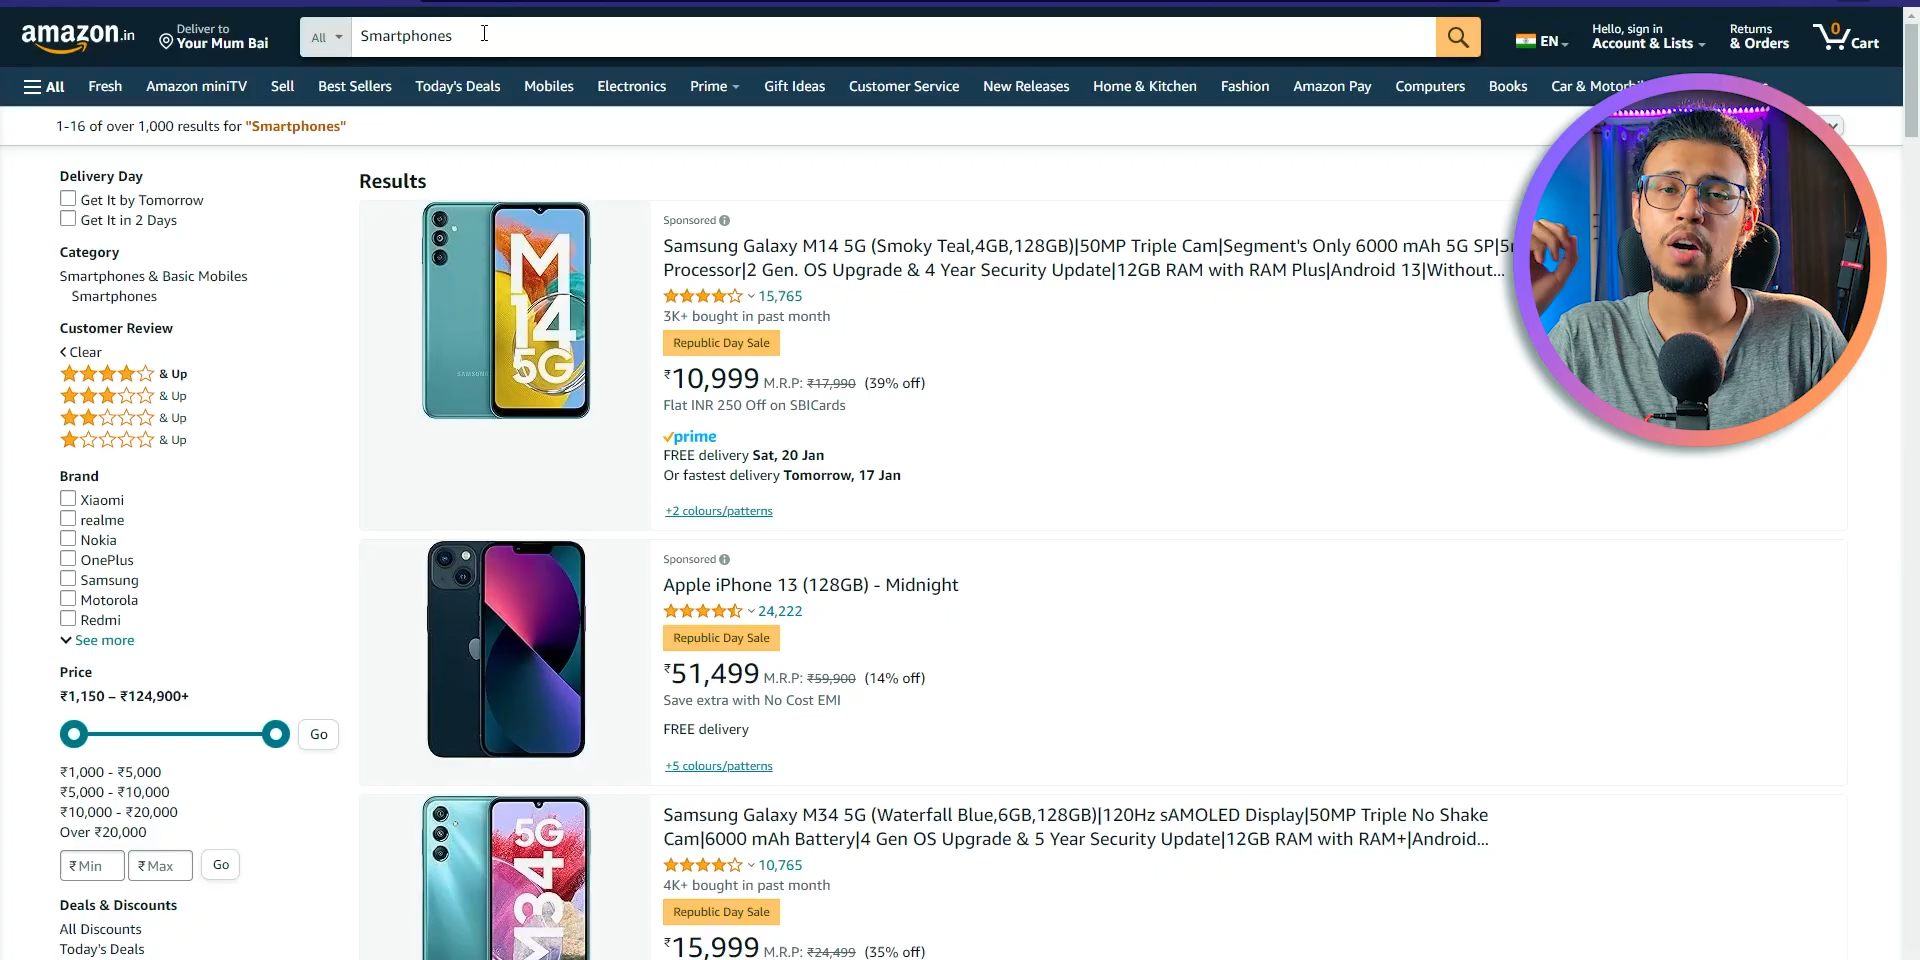 amazon.in
Deliver to
Your Mum Bai
All
Smartphones
EN
Hello, sign in
Account & Lists
Returns
& Orders
0
Cart
All
Fresh
Amazon miniTV
Sell
Best Sellers
Today's Deals
Mobiles
Electronics
Prime
Gift Ideas
Customer Service
New Releases
Home & Kitchen
Fashion
Amazon Pay
Computers
Books
Car &
1-16 of over 1,000 results for "Smartphones"
Delivery Day
Get It by Tomorrow
Get It in 2 Days
Category
Smartphones & Basic Mobiles
Smartphones
Customer Review
Clear
& Up
& Up
& Up
& Up
Brand
Xiaomi
realme
Nokia
OnePlus
Samsung
Motorola
Redmi
See more
Price
₹1,150 – ₹124,900+
Go
₹1,000 - ₹5,000
₹5,000 - ₹10,000
₹10,000 - ₹20,000
Over ₹20,000
₹ Min
₹ Max
Go
Deals & Discounts
All Discounts
Today's Deals
Results
SAMSUNG
M
14
5G
Sponsored
Samsung Galaxy M14 5G (Smoky Teal,4GB,128GB)|50MP Triple Cam|Segment's Only 6000 mAh 5G SP|
Processor|2 Gen. OS Upgrade & 4 Year Security Update|12GB RAM with RAM Plus|Android 13|Without...
15,765
3K+ bought in past month
Republic Day Sale
₹10,999 M.R.P: ₹17,990 (39% off)
Flat INR 250 Off on SBICards
prime
FREE delivery Sat, 20 Jan
Or fastest delivery Tomorrow, 17 Jan
+2 colours/patterns
Sponsored
Apple iPhone 13 (128GB) - Midnight
24,222
Republic Day Sale
₹51,499 M.R.P: ₹59,900 (14% off)
Save extra with No Cost EMI
FREE delivery
+5 colours/patterns
5G
M34
Samsung Galaxy M34 5G (Waterfall Blue,6GB,128GB)|120Hz sAMOLED Display|50MP Triple No Shake
Cam|6000 mAh Battery|4 Gen OS Upgrade & 5 Year Security Update|12GB RAM with RAM+|Android...
10,765
4K+ bought in past month
Republic Day Sale
₹15,999 M.R.P: ₹24,499 (35% off)